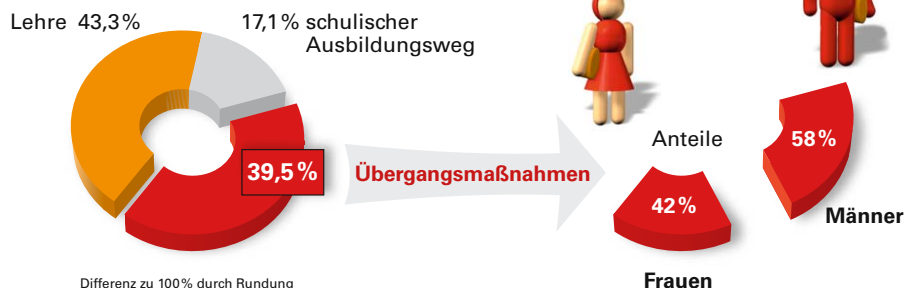 Lehre 43,3%
17,1% schulischer
Ausbildungsweg
39,5%
Übergangsmaßnahmen
Anteile
58%
42%
Männer
Frauen
Differenz zu 100% durch Rundung